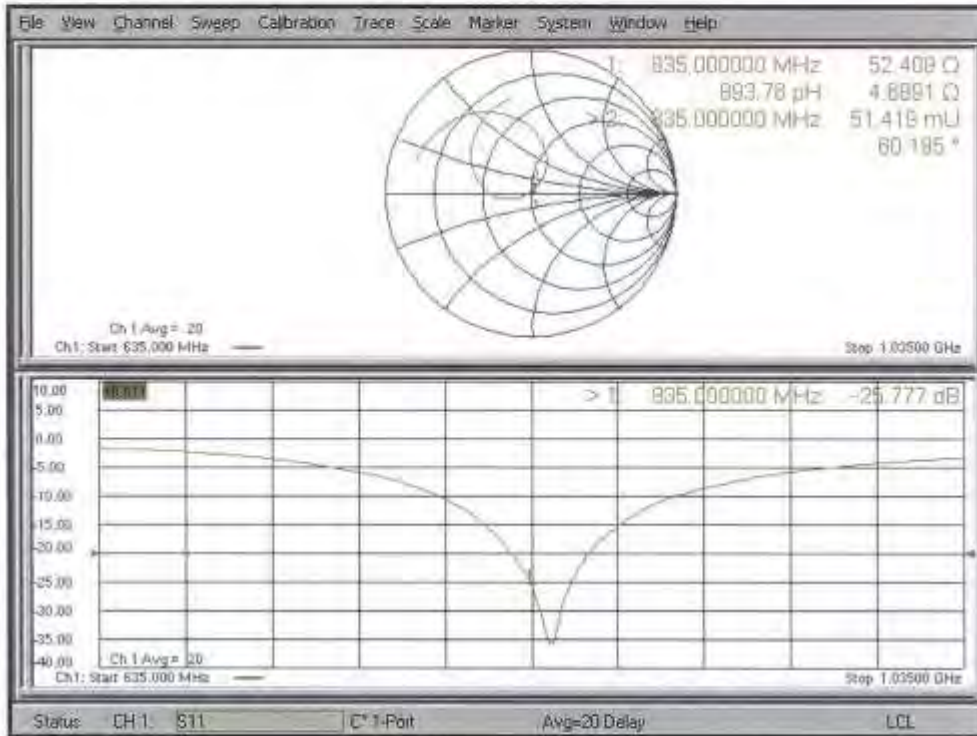 File View Channel Sweep Calibration Trace Scale Marker System Window Help
1: 835.000000 MHz 52.409 Ω
893.78 pH 4.6891 Ω
> 2: 835.000000 MHz 51.419 mU
60.195 °
Ch 1 Avg = 20
Ch1: Start 635.000 MHz Stop 1.03500 GHz
10.00
> 1: 835.000000 MHz -25.777 dB
5.00
0.00
-5.00
-10.00
-15.00
-20.00
-25.00
-30.00
-35.00
-40.00
Ch 1 Avg = 20
Ch1: Start 635.000 MHz Stop 1.03500 GHz
Status CH 1: S11 C* 1-Port Avg=20 Delay LCL